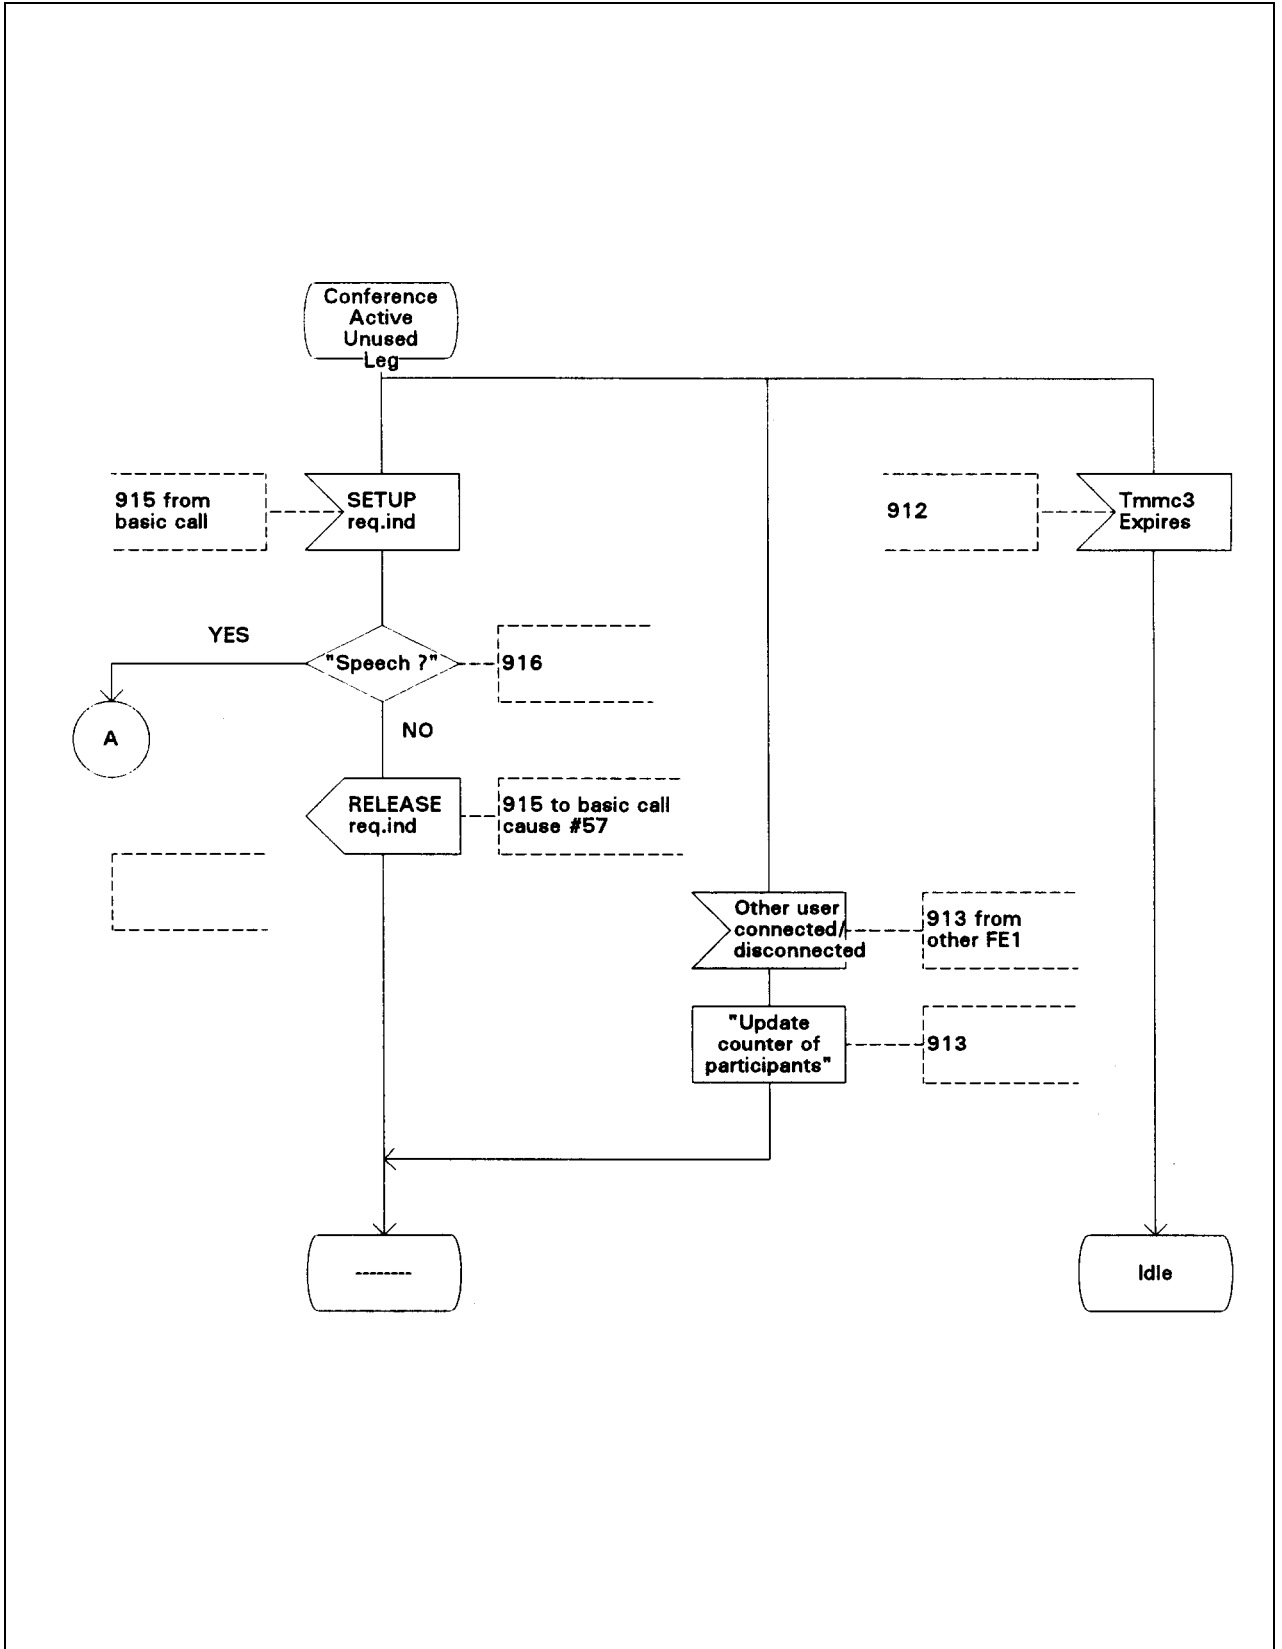 Conference
Active
Unused
Leg
915 from
basic call
SETUP
req.ind
912
Tmmc3
Expires
YES
"Speech ?"
916
A
NO
RELEASE
req.ind
915 to basic call
cause #57
Other user
connected/
disconnected
913 from
other FE1
"Update
counter of
participants"
913
--------
Idle